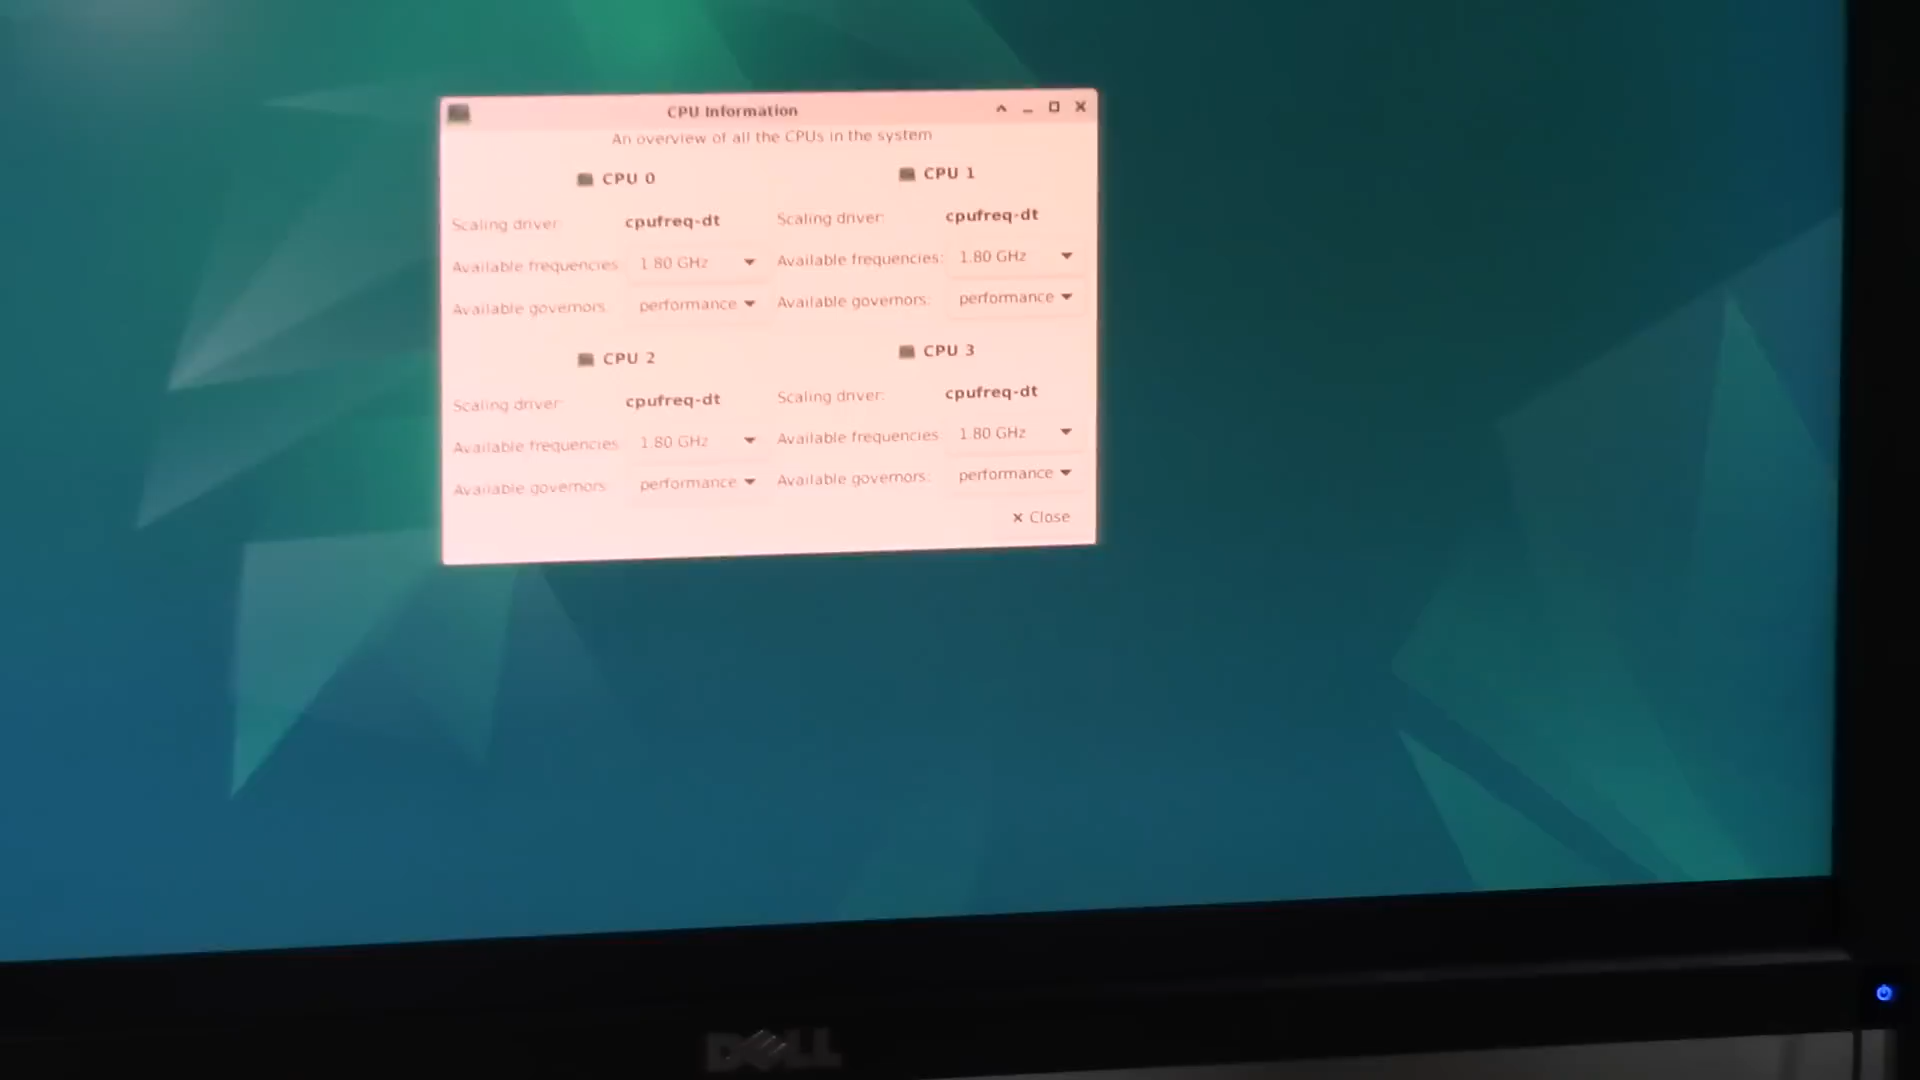 CPU Information
An overview of all the CPUs in the system
CPU 0
Scaling driver: cpufreq-dt
Available frequencies: 1.80 GHz
Available governors: performance
CPU 1
Scaling driver: cpufreq-dt
Available frequencies: 1.80 GHz
Available governors: performance
CPU 2
Scaling driver: cpufreq-dt
Available frequencies: 1.80 GHz
Available governors: performance
CPU 3
Scaling driver: cpufreq-dt
Available frequencies: 1.80 GHz
Available governors: performance
Close
DELL